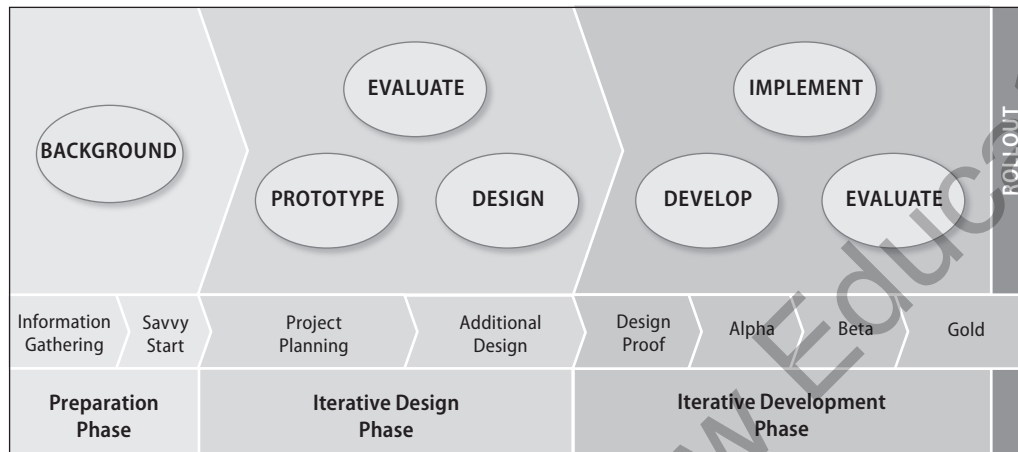 EVALUATE
IMPLEMENT
BACKGROUND
PROTOTYPE
DESIGN
DEVELOP
EVALUATE
ROLLOUT
Information
Gathering
Savvy
Start
Project
Planning
Additional
Design
Design
Proof
Alpha
Beta
Gold
Preparation
Phase
Iterative Design
Phase
Iterative Development
Phase